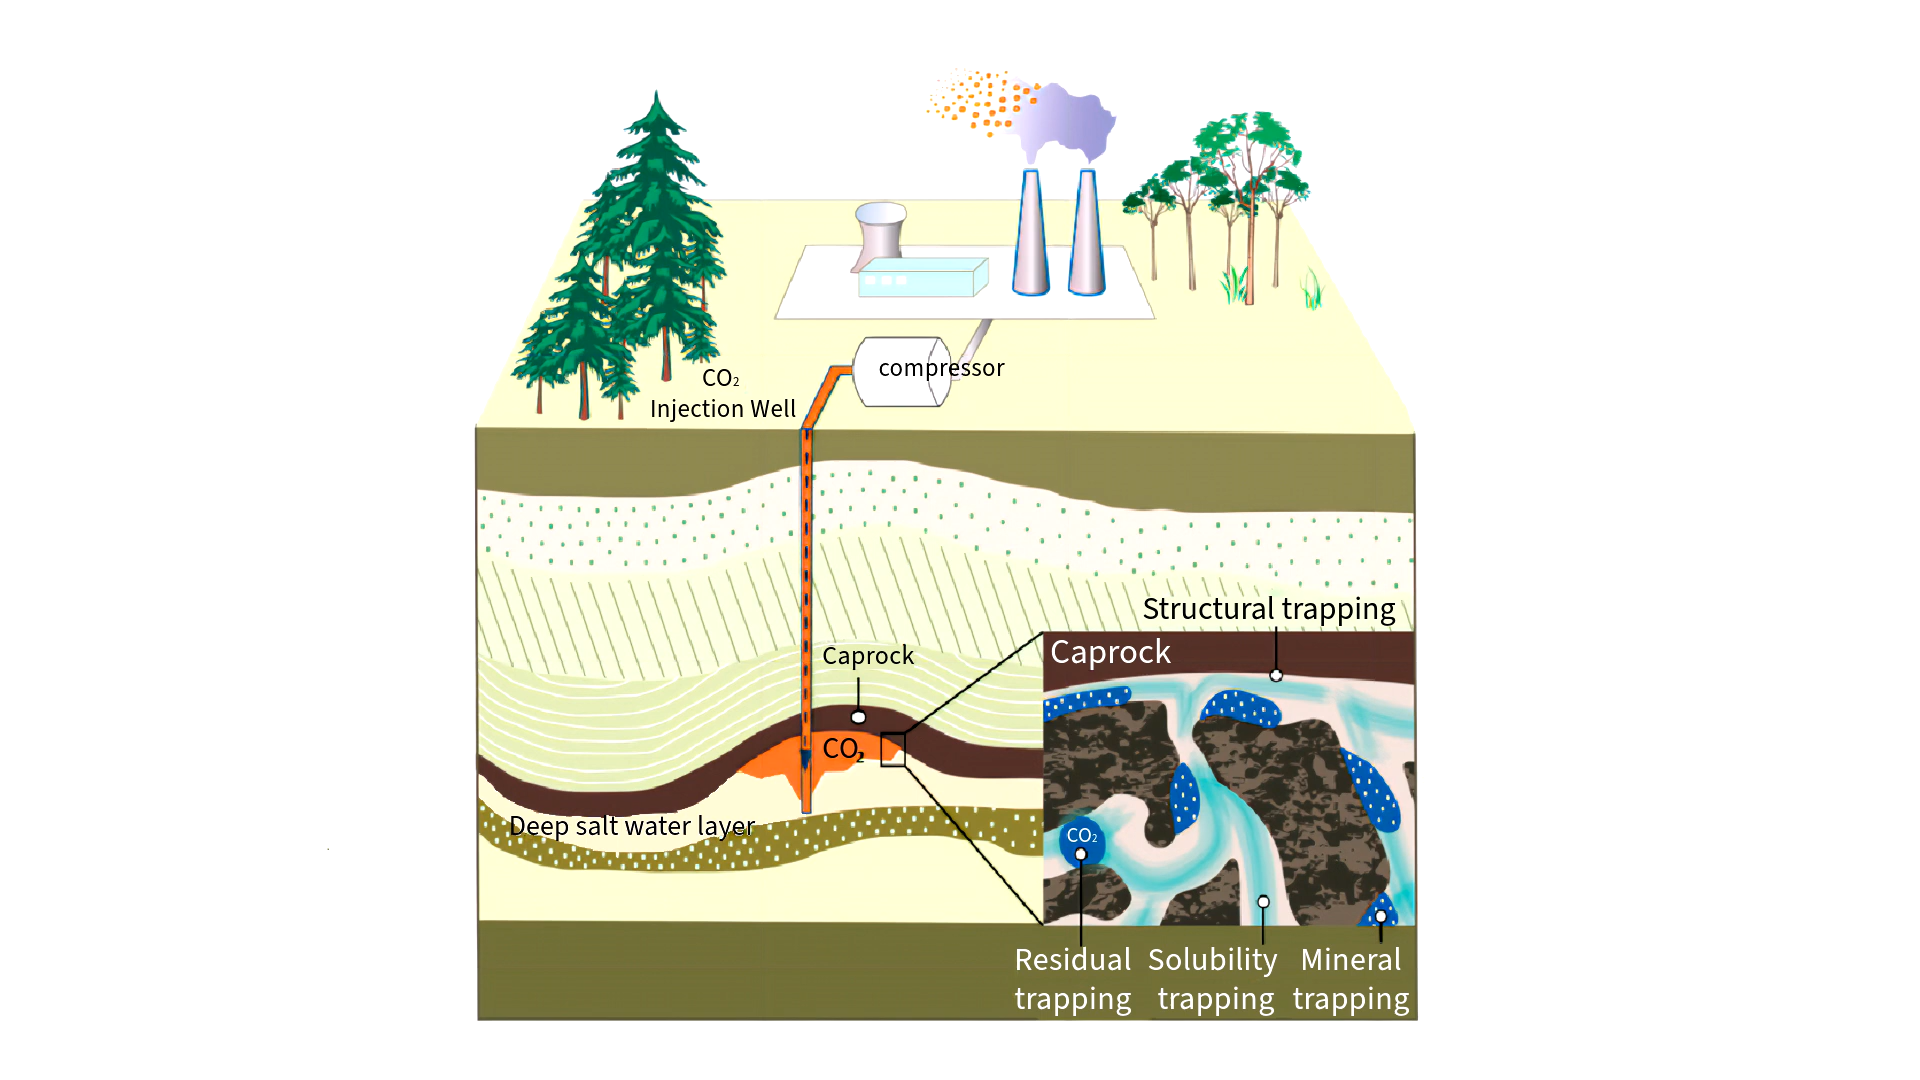 compressor
CO₂
Injection Well
Structural trapping
Caprock
Caprock
CO₂
Deep salt water layer
CO₂
Residual
trapping
Solubility
trapping
Mineral
trapping